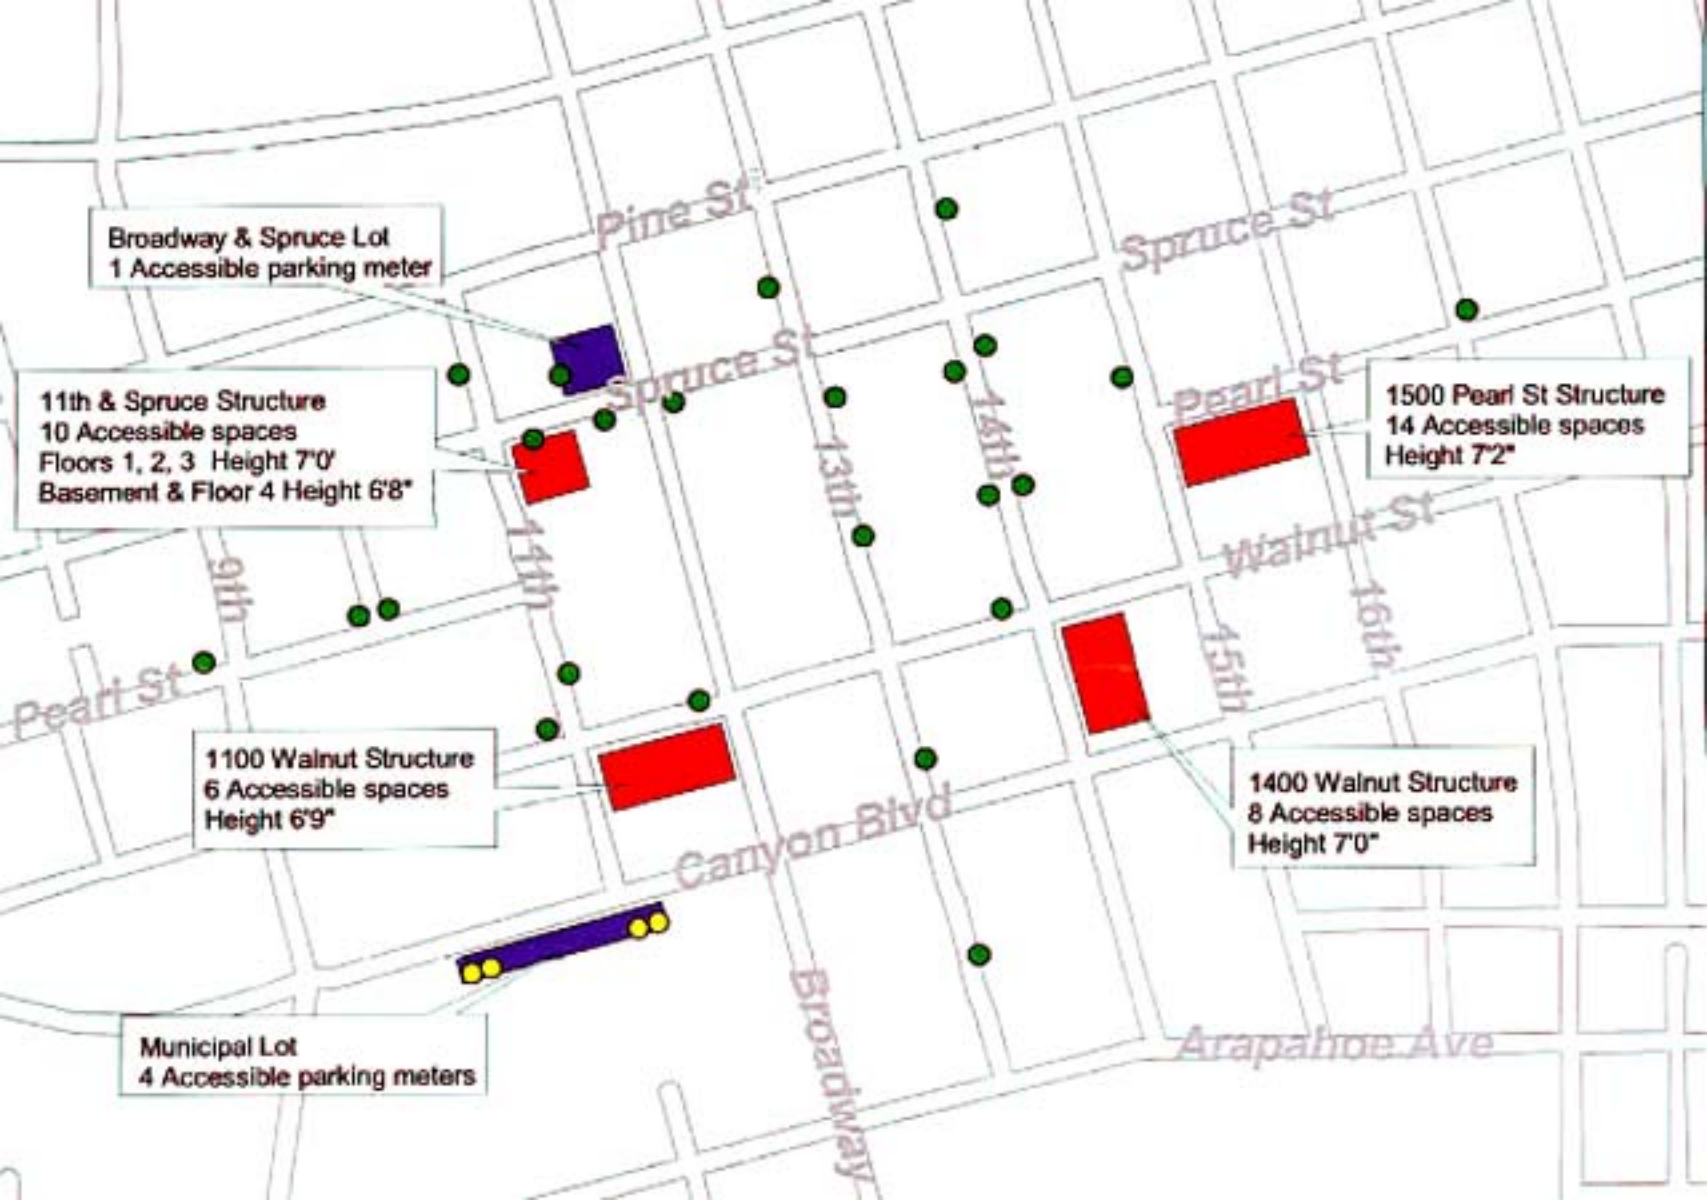 Pine St
Spruce St
Broadway & Spruce Lot
1 Accessible parking meter
Spruce St
Pearl St
11th & Spruce Structure
10 Accessible spaces
Floors 1, 2, 3 Height 7'0'
Basement & Floor 4 Height 6'8"
1500 Pearl St Structure
14 Accessible spaces
Height 7'2"
14th
13th
11th
9th
Walnut St
16th
15th
Pearl St
1100 Walnut Structure
6 Accessible spaces
Height 6'9"
1400 Walnut Structure
8 Accessible spaces
Height 7'0"
Canyon Blvd
Municipal Lot
4 Accessible parking meters
Broadway
Arapahoe Ave